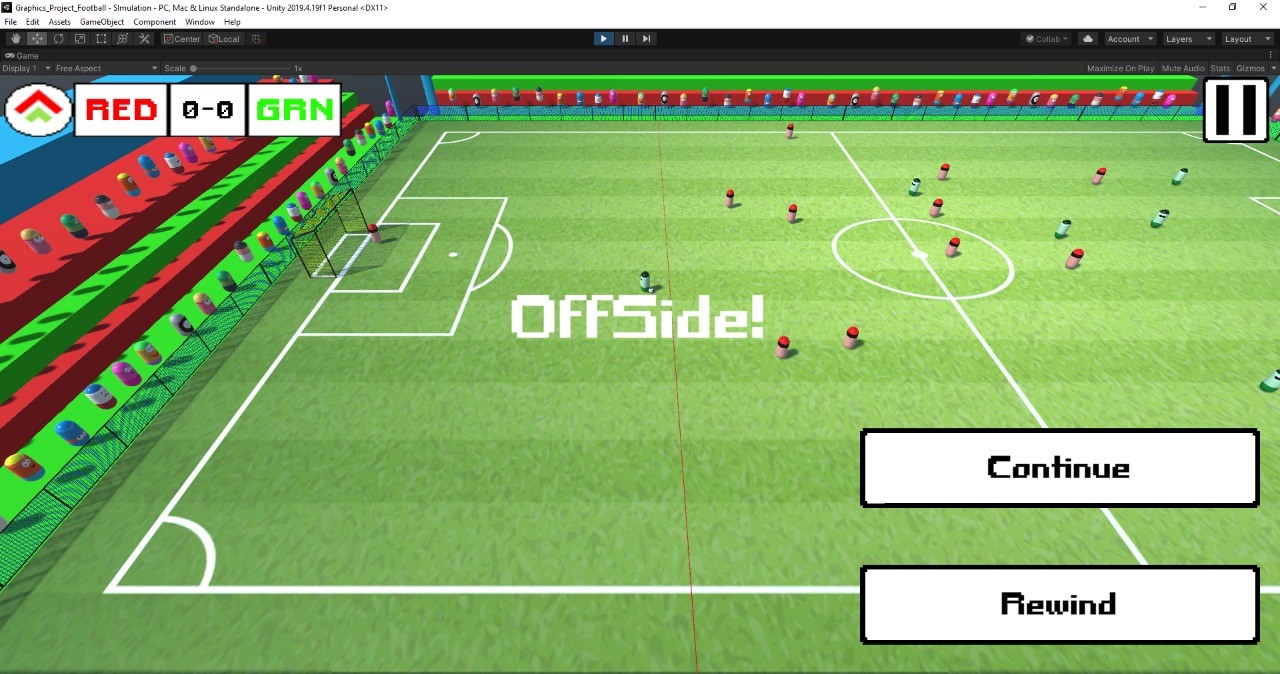 Graphics_Project_Football - SImulation - PC, Mac & Linux Standalone - Unity 2019.4.19f1 Personal <DX11>
File Edit Assets GameObject Component Window Help
Center Local Collab Account Layers Layout
Game
Display 1 Free Aspect Scale 1x Maximize On Play Mute Audio Stats Gizmos
RED 0-0 GRN
OffSide!
Continue
Rewind